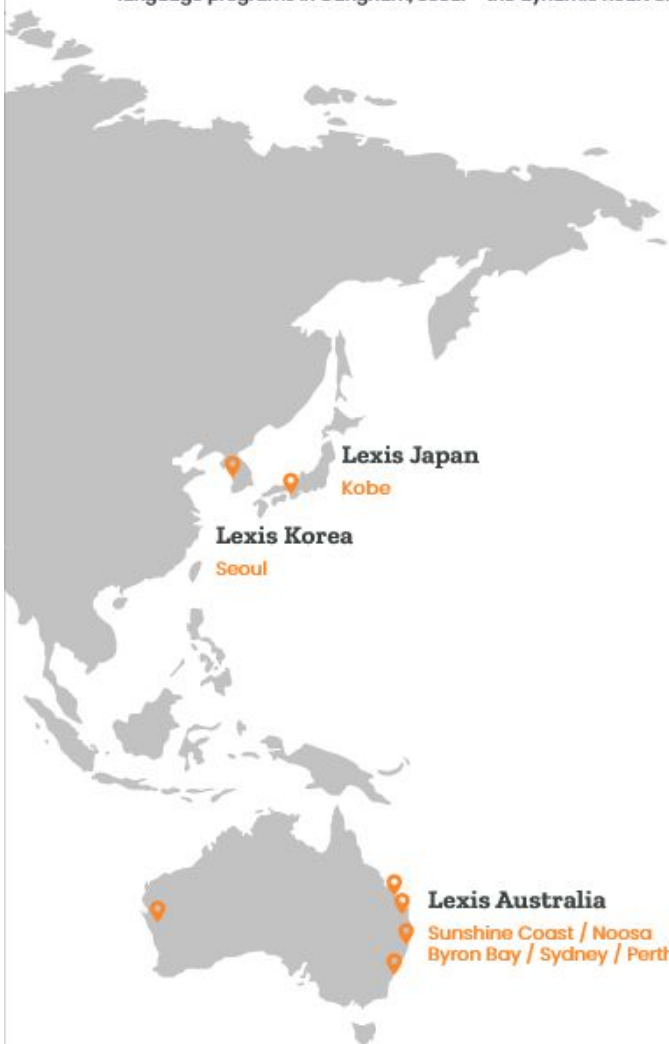 Lexis Japan
Kobe
Lexis Korea
Seoul
Lexis Australia
Sunshine Coast / Noosa
Byron Bay / Sydney / Perth